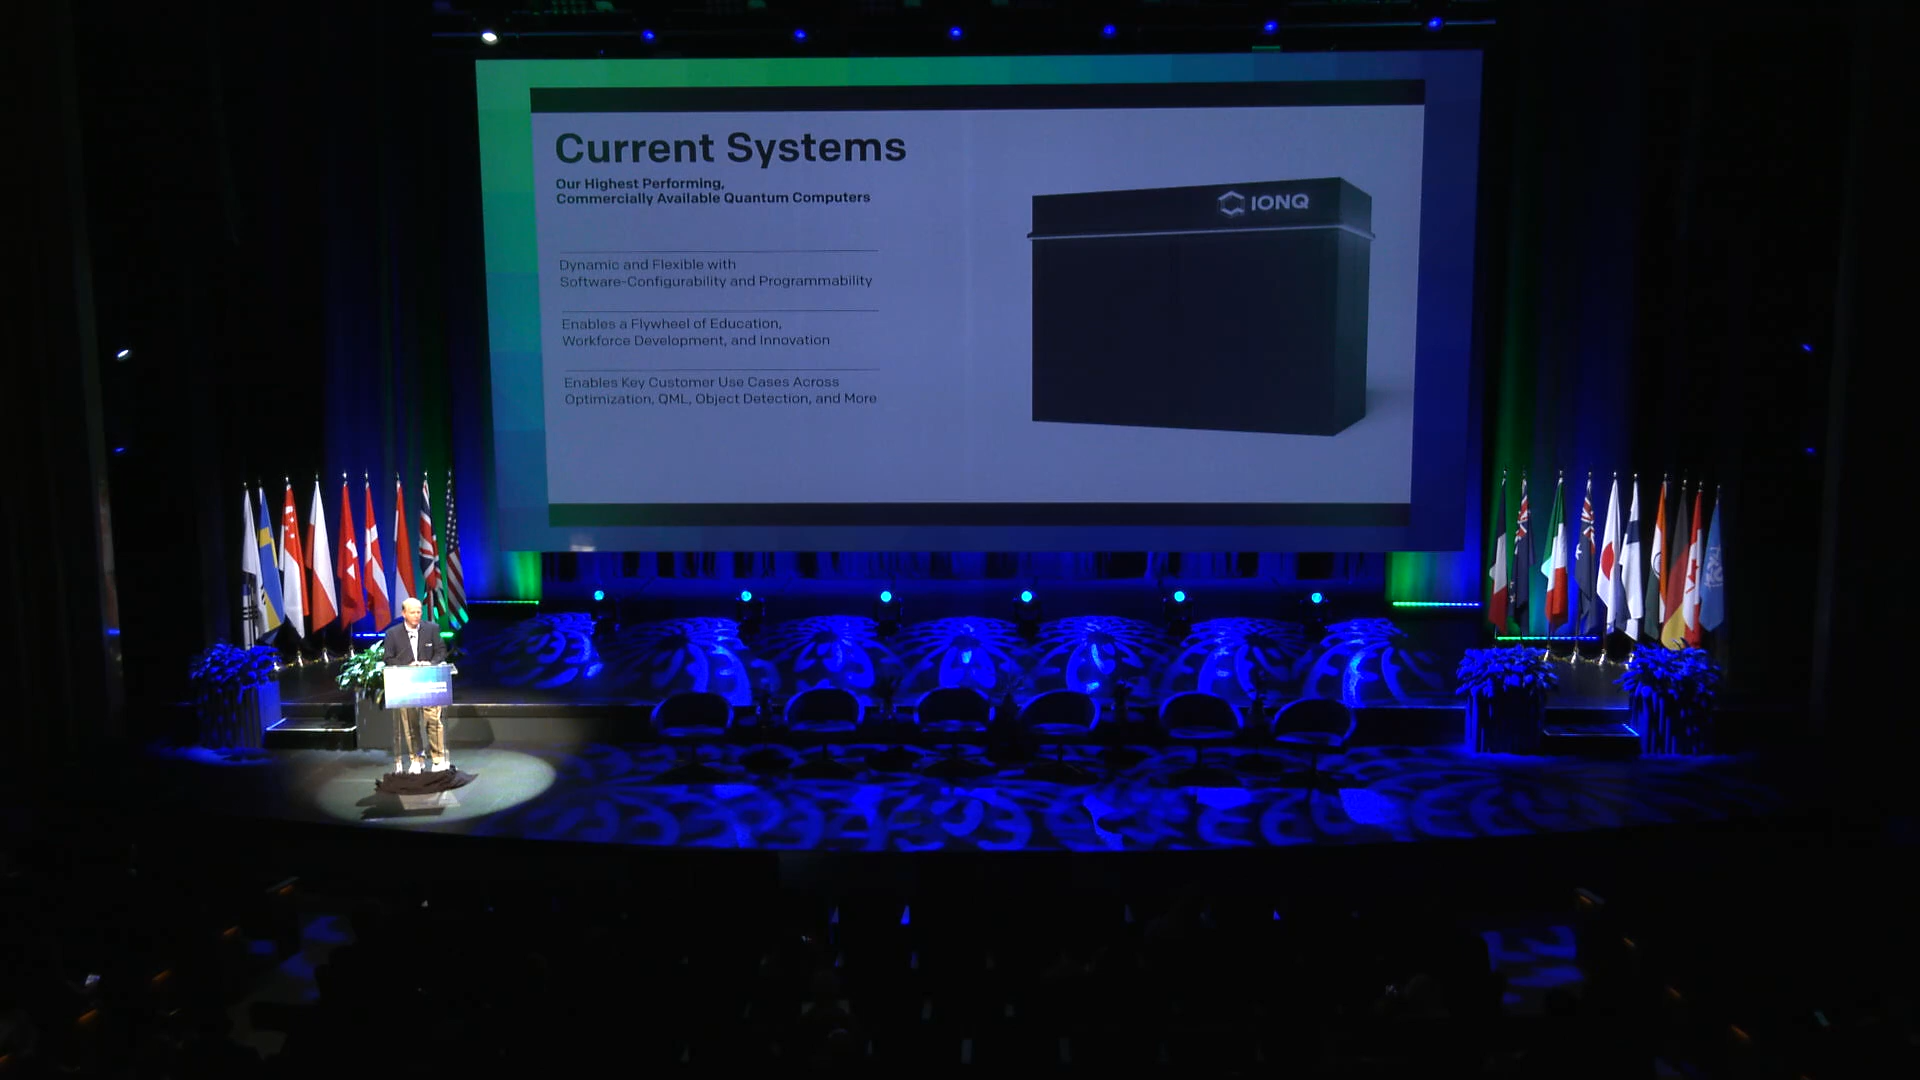 Current Systems
Our Highest Performing,
Commercially Available Quantum Computers
Dynamic and Flexible with
Software-Configurability and Programmability
Enables a Flywheel of Education,
Workforce Development, and Innovation
Enables Key Customer Use Cases Across
Optimization, QML, Object Detection, and More
IONQ